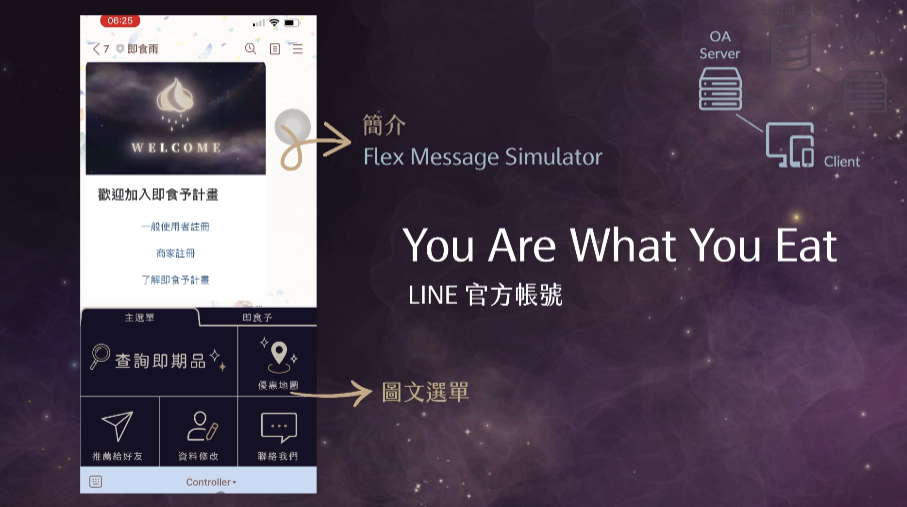 06:25
7 即食雨
WELCOME
歡迎加入即食予計畫
一般使用者註冊
商家註冊
了解即食予計畫
主選單
即食予
查詢即期品
優惠地圖
推薦給好友
資料修改
聯絡我們
Controller
簡介
Flex Message Simulator
圖文選單
OA
Server
Client
You Are What You Eat
LINE 官方帳號